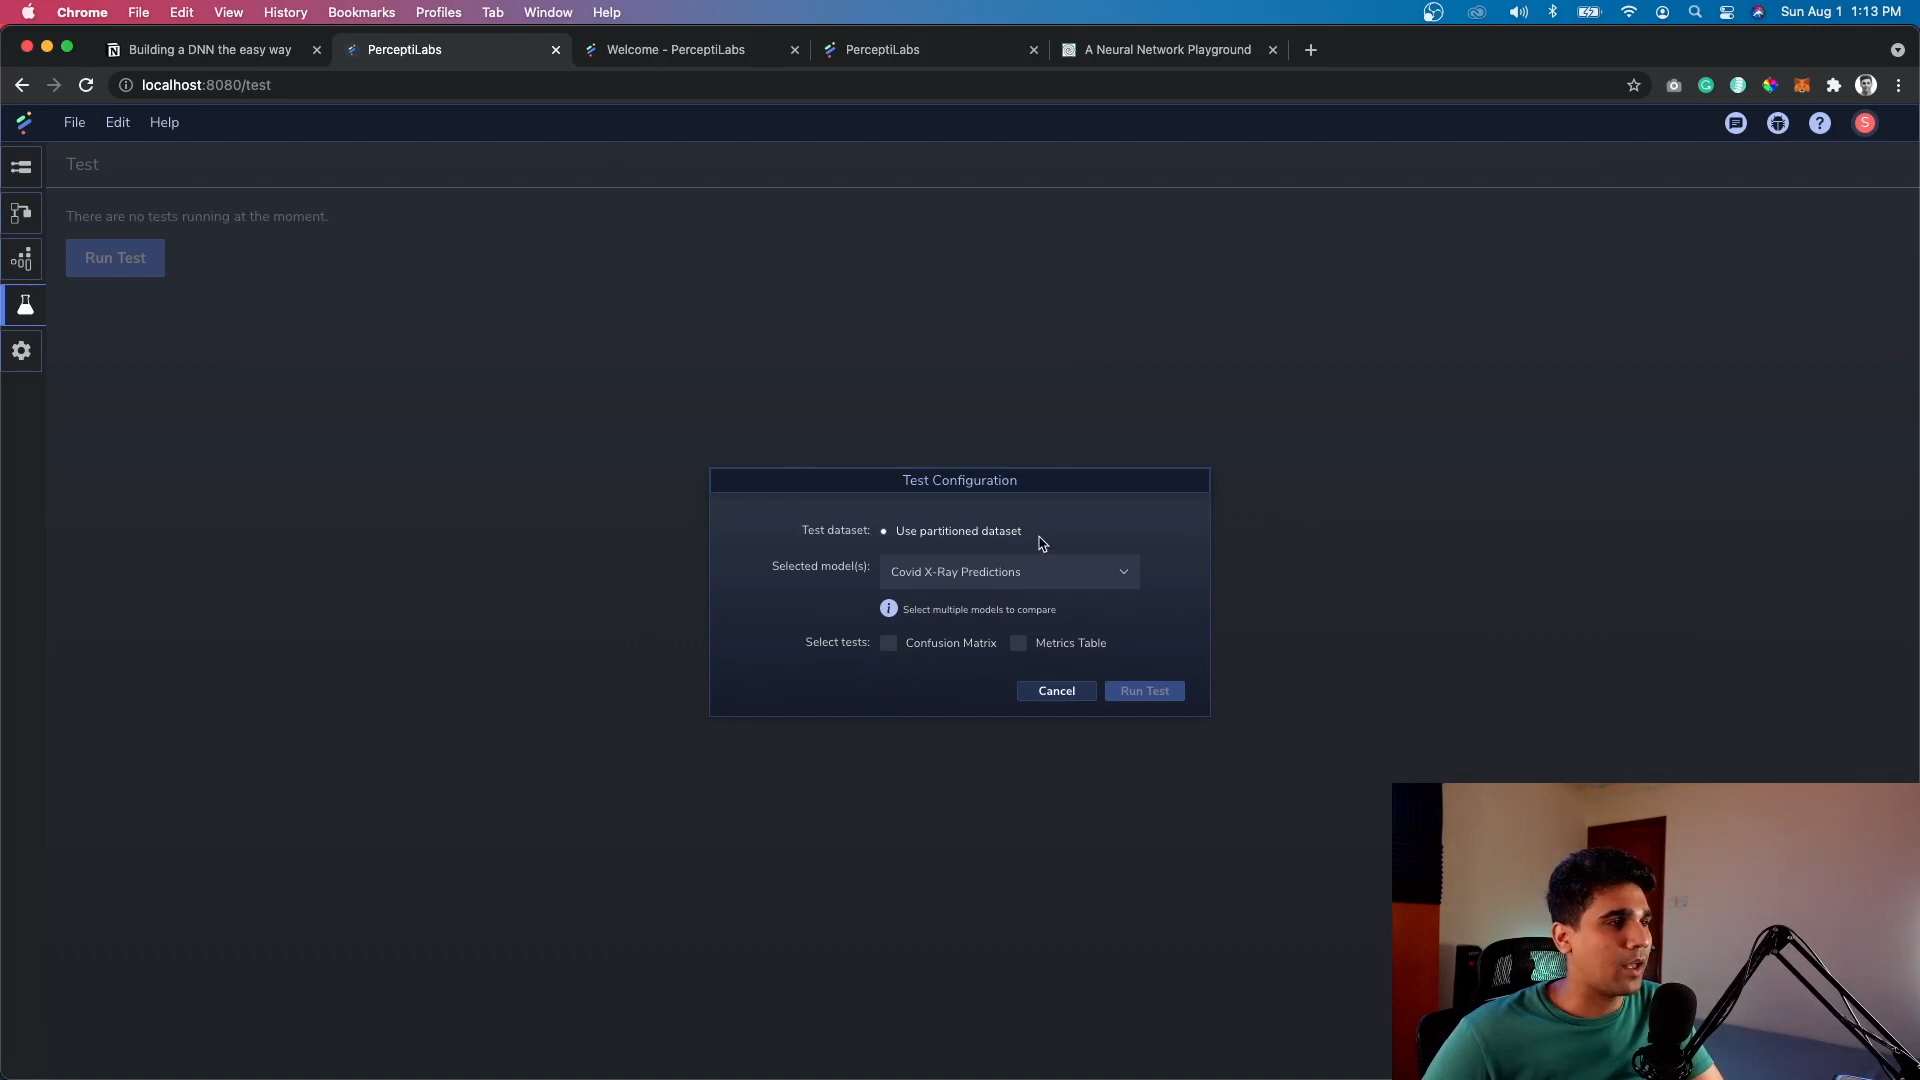 Chrome File Edit View History Bookmarks Profiles Tab Window Help Sun Aug 1 1:13 PM
Building a DNN the easy way PerceptiLabs Welcome - PerceptiLabs PerceptiLabs A Neural Network Playground
localhost:8080/test
File Edit Help S
Test
There are no tests running at the moment.
Run Test
Test Configuration
Test dataset: Use partitioned dataset
Selected model(s): Covid X-Ray Predictions
Select multiple models to compare
Select tests: Confusion Matrix Metrics Table
Cancel Run Test